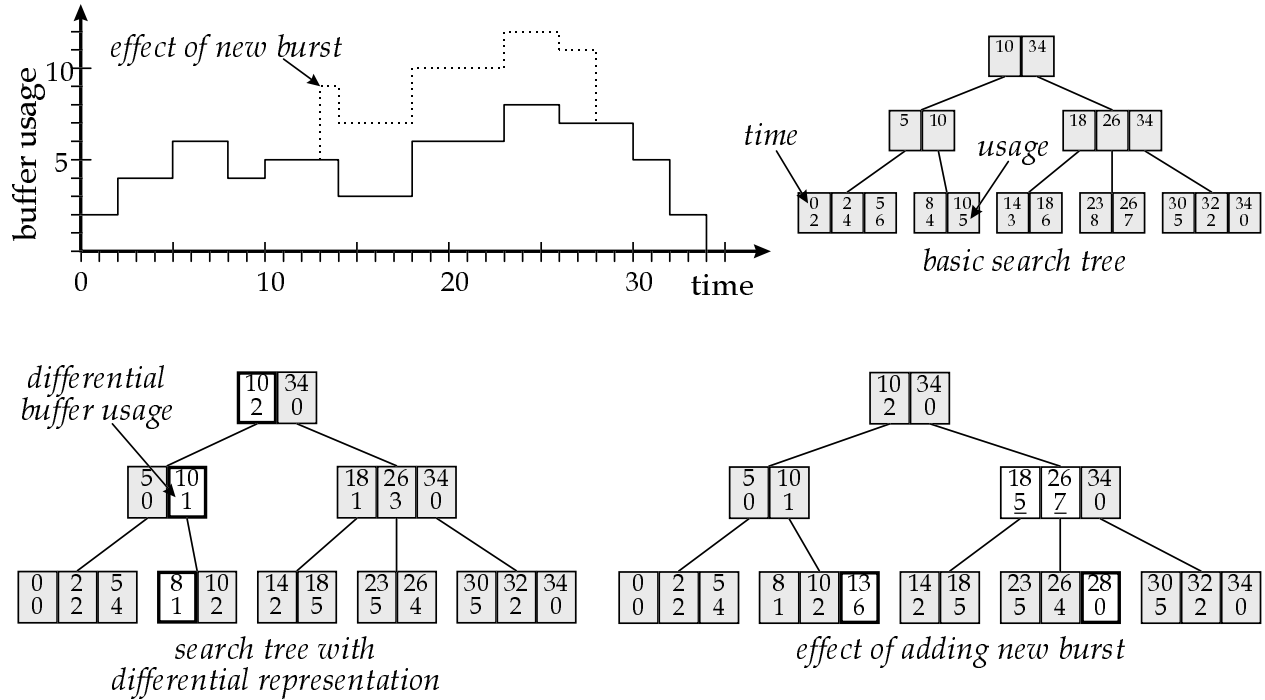 effect of new burst
buffer usage
10
5
0 10 20 30 time
10 34
5 10 18 26 34
time
usage
0 2 5 8 10 14 18 23 26 30 32 34
2 4 6 4 5 3 6 8 7 5 2 0
basic search tree
differential
buffer usage
10 34
2 0
5 10 18 26 34
0 1 1 3 0
0 2 5 8 10 14 18 23 26 30 32 34
0 2 4 1 2 2 5 5 4 5 2 0
search tree with
differential representation
10 34
2 0
5 10 18 26 34
0 1 5 7 0
0 2 5 8 10 13 14 18 23 26 28 30 32 34
0 2 4 1 2 6 2 5 5 4 0 5 2 0
effect of adding new burst